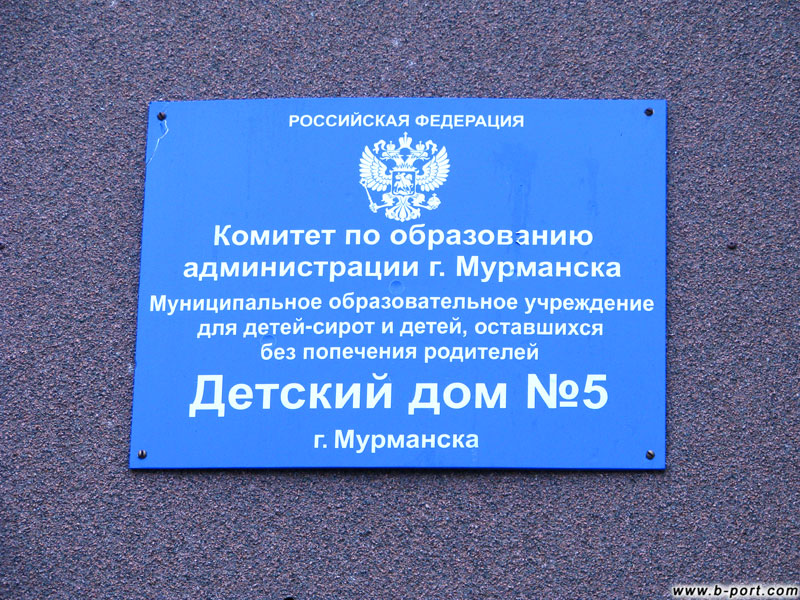 РОССИЙСКАЯ ФЕДЕРАЦИЯ
Комитет по образованию
администрации г. Мурманска
Муниципальное образовательное учреждение
для детей-сирот и детей, оставшихся
без попечения родителей
Детский дом №5
г. Мурманска
www.b-port.com